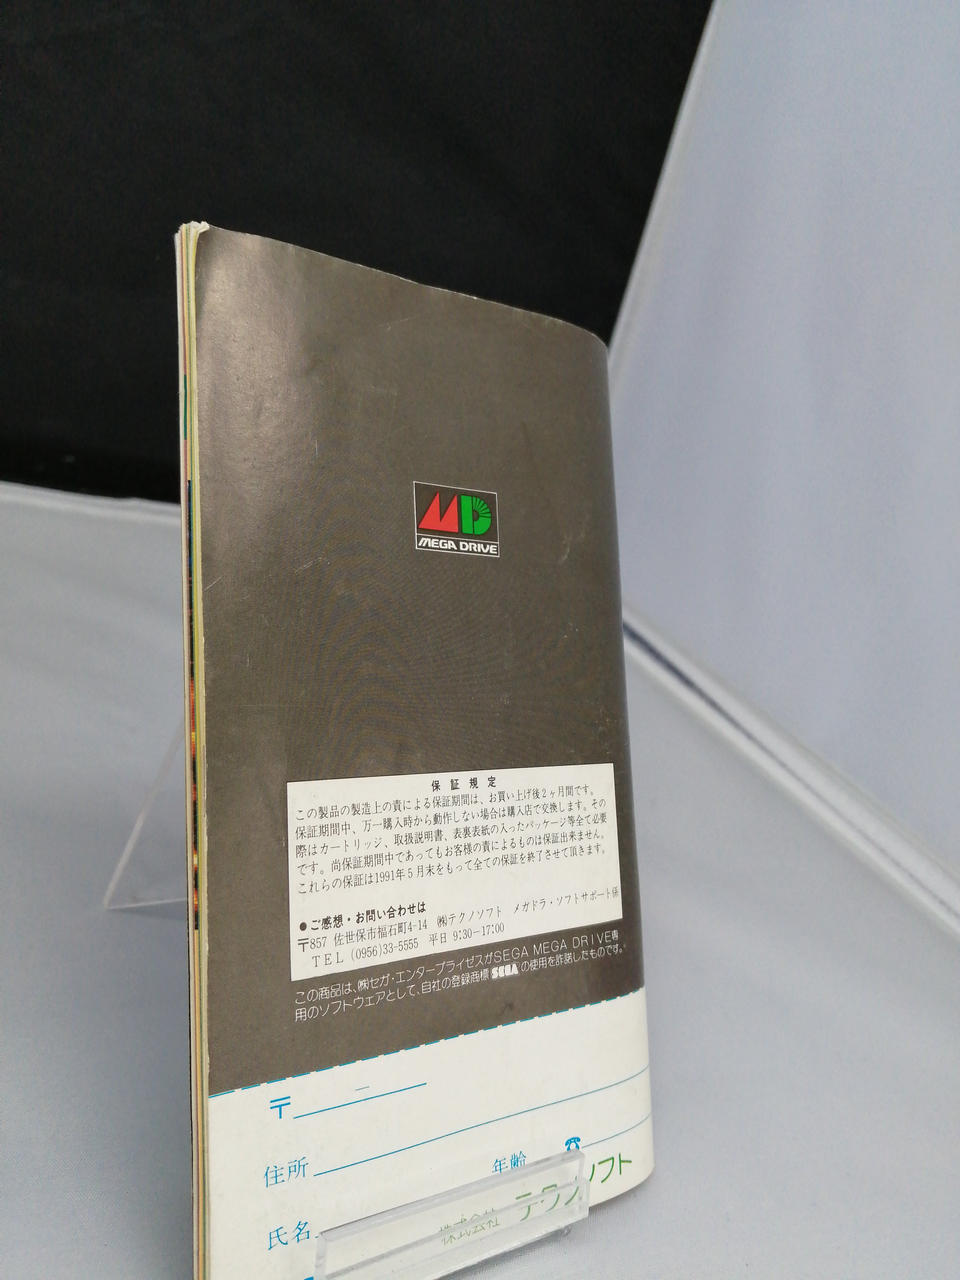 MD
MEGA DRIVE
保証規定
この製品の製造上の責による保証期間は、お買い上げ後2ヶ月間です。
保証期間中、万一購入時から動作しない場合は購入店で交換します。その
際はカートリッジ、取扱説明書、表裏表紙の入ったパッケージ等全て必要
です。尚保証期間中であってもお客様の責によるものは保証出来ません。
これらの保証は1991年5月末をもって全ての保証を終了させて頂きます。
●ご感想・お問い合わせは
〒857 佐世保市福石町4-14 ㈱テクノソフト メガドラ・ソフトサポート係
TEL (0956)33-5555 平日 9:30―17:00
この商品は、㈱セガ・エンタープライゼスがSEGA MEGA DRIVE専
用のソフトウェアとして、自社の登録商標 SEGA の使用を許諾したものです。
〒 ―
住所
年齢 ☎
氏名
株式会社 テクノソフト